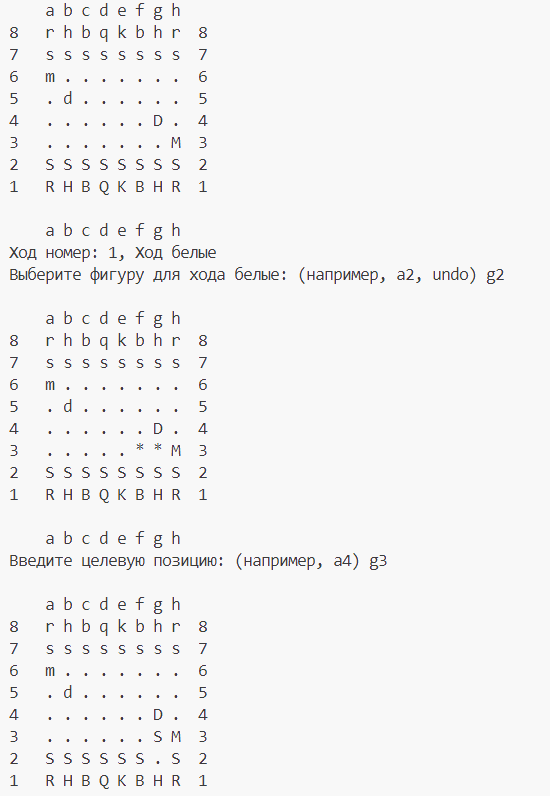 a b c d e f g h
8 r h b q k b h r 8
7 s s s s s s s s 7
6 m . . . . . . . 6
5 . d . . . . . . 5
4 . . . . . . D . 4
3 . . . . . . . M 3
2 S S S S S S S S 2
1 R H B Q K B H R 1
a b c d e f g h
Ход номер: 1, Ход белые
Выберите фигуру для хода белые: (например, a2, undo) g2
a b c d e f g h
8 r h b q k b h r 8
7 s s s s s s s s 7
6 m . . . . . . . 6
5 . d . . . . . . 5
4 . . . . . . D . 4
3 . . . . . * * M 3
2 S S S S S S S S 2
1 R H B Q K B H R 1
a b c d e f g h
Введите целевую позицию: (например, a4) g3
a b c d e f g h
8 r h b q k b h r 8
7 s s s s s s s s 7
6 m . . . . . . . 6
5 . d . . . . . . 5
4 . . . . . . D . 4
3 . . . . . . S M 3
2 S S S S S S . S 2
1 R H B Q K B H R 1